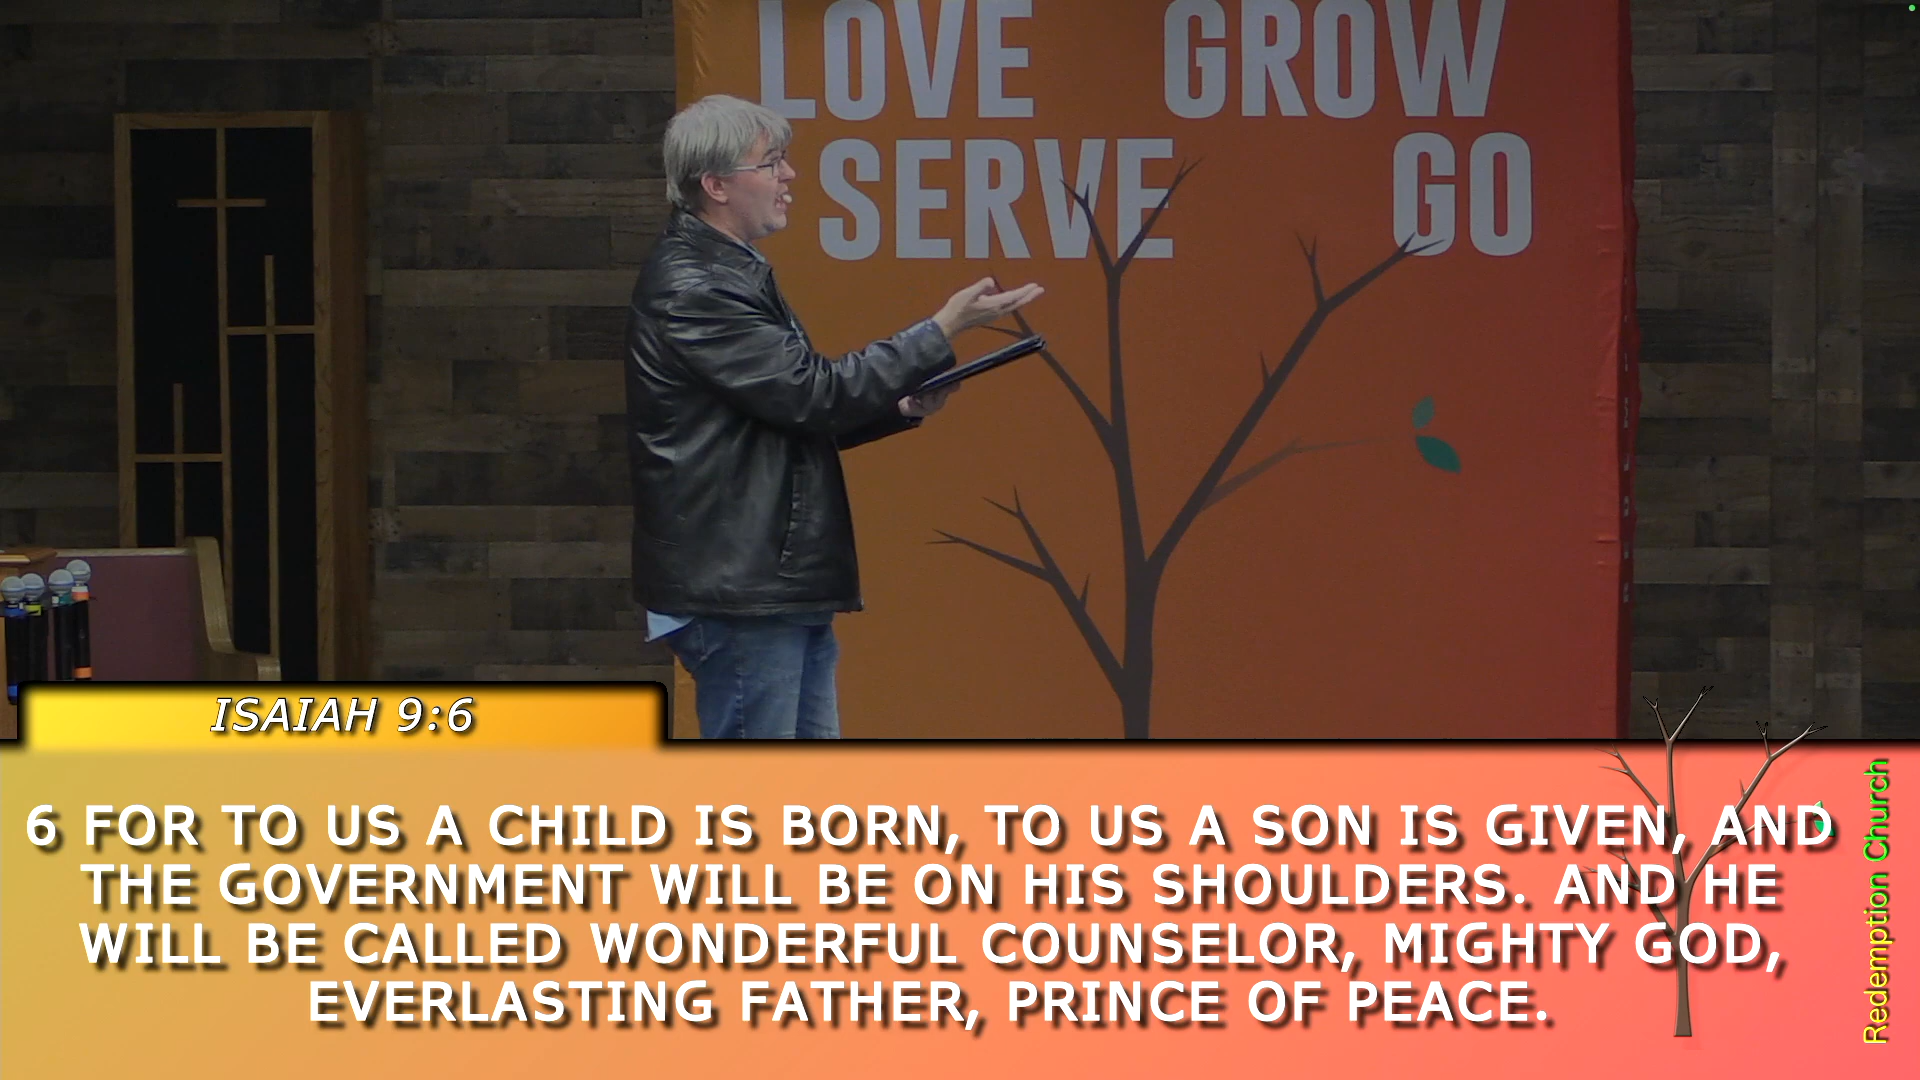 LOVE GROW
SERVE GO
ISAIAH 9:6
6 FOR TO US A CHILD IS BORN, TO US A SON IS GIVEN, AND
THE GOVERNMENT WILL BE ON HIS SHOULDERS. AND HE
WILL BE CALLED WONDERFUL COUNSELOR, MIGHTY GOD,
EVERLASTING FATHER, PRINCE OF PEACE.
Redemption Church